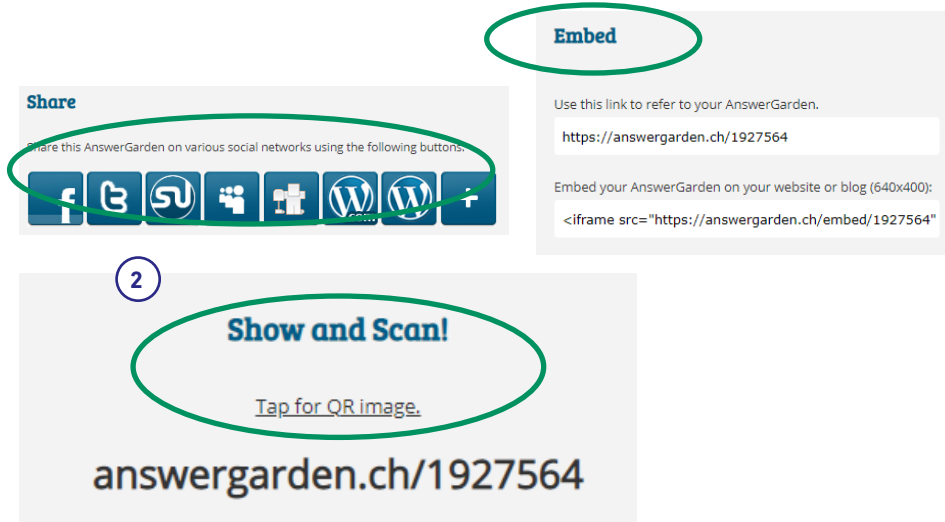 Embed
Use this link to refer to your AnswerGarden.
https://answergarden.ch/1927564
Embed your AnswerGarden on your website or blog (640x400):
<iframe src="https://answergarden.ch/embed/1927564"
Share
Share this AnswerGarden on various social networks using the following buttons.
f t su W .com W +
2
Show and Scan!
Tap for QR image.
answergarden.ch/1927564